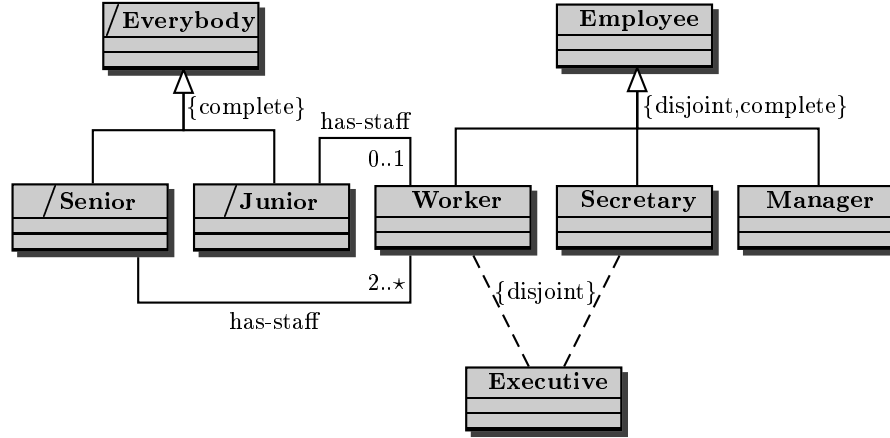 /Everybody
Employee
{complete}
{disjoint,complete}
has-staff
0..1
/Senior
/Junior
Worker
Secretary
Manager
2..⋆
{disjoint}
has-staff
Executive